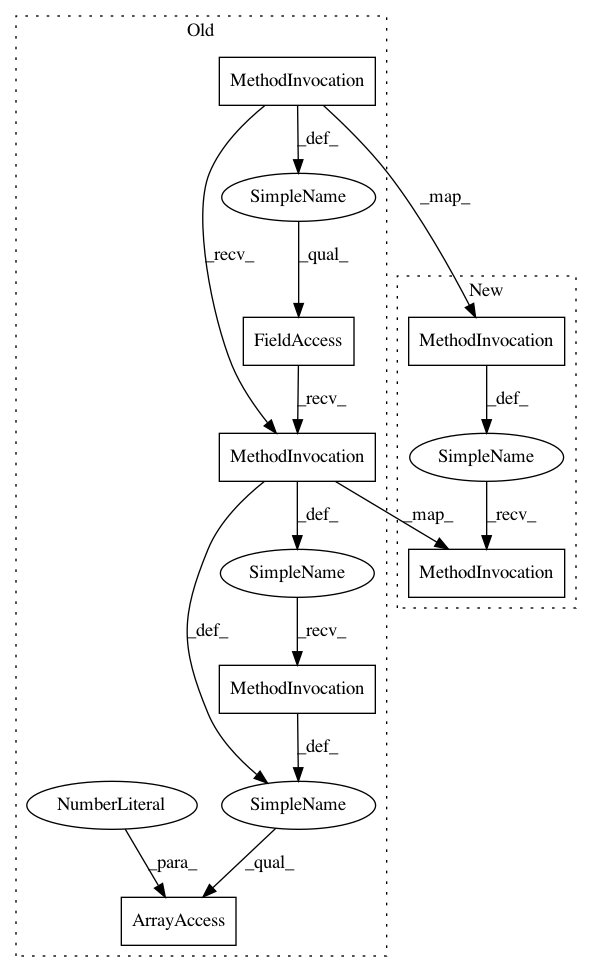 Old
MethodInvocation
_def_
SimpleName
_map_
_recv_
_qual_
New
FieldAccess
MethodInvocation
_recv_
_def_
MethodInvocation
SimpleName
_def_
_map_
_recv_
SimpleName
MethodInvocation
_def_
_recv_
MethodInvocation
_def_
NumberLiteral
SimpleName
_para_
_qual_
ArrayAccess